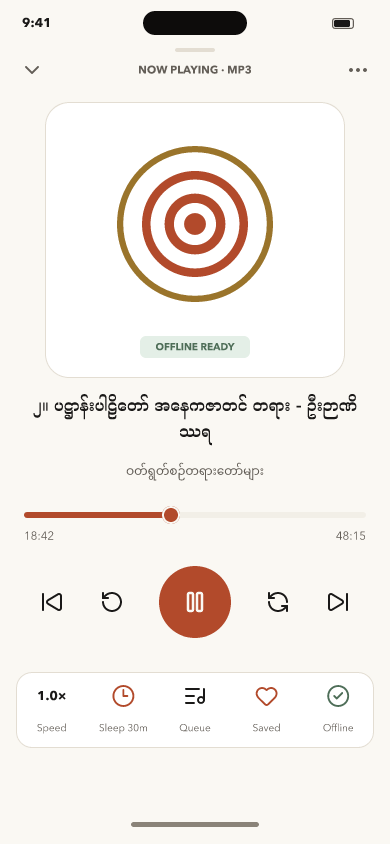 9:41
NOW PLAYING · MP3
OFFLINE READY
၂။ ပဋ္ဌာန်းပါဠိတော် အနေကဇာတင် တရား - ဦးဉာဏိ
ဿရ
ဝတ်ရွတ်စဉ်တရားတော်များ
18:42 48:15
1.0×
Speed Sleep 30m Queue Saved Offline